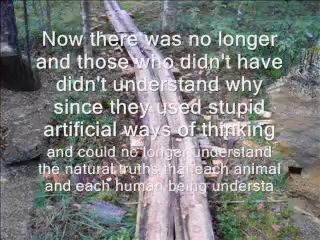 Now there was no longer
and those who didn't have
didn't understand why
since they used stupid
artificial ways of thinking
and could no longer understand
the natural truths that each animal
and each human being understa